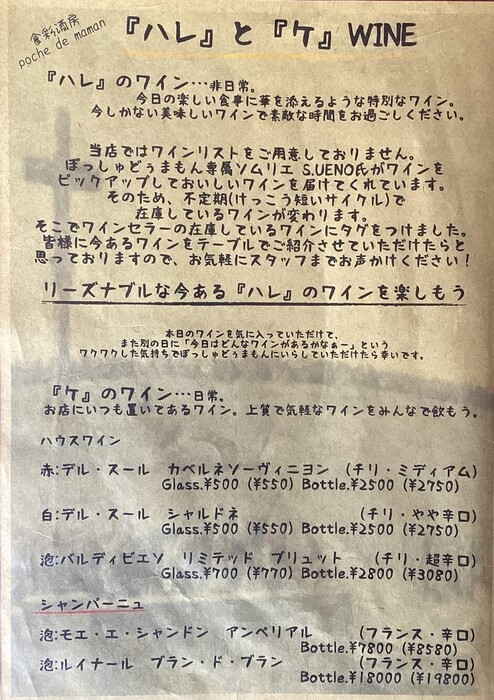 食彩酒房
poche de maman
『ハレ』と『ケ』WINE
『ハレ』のワイン…非日常。
今日の楽しい食事に華を添えるような特別なワイン。
今しかない美味しいワインで素敵な時間をお過ごしください。
当店ではワインリストをご用意しておりません。
ぽっしゅどぅまもん専属ソムリエ S.UENO氏がワインを
ピックアップしておいしいワインを届けてくれています。
そのため、不定期(けっこう短いサイクル)で
在庫しているワインが変わります。
そこでワインセラーの在庫しているワインにタグをつけました。
皆様に今あるワインをテーブルでご紹介させていただけたらと
思っておりますので、お気軽にスタッフまでお声かけください！
リーズナブルな今ある『ハレ』のワインを楽しもう
本日のワインを気に入っていただけて、
また別の日に「今日はどんなワインがあるかなぁー」という
ワクワクした気持ちでぽっしゅどぅまもんにいらしていただけたら幸いです。
『ケ』のワイン…日常。
お店にいつも置いてあるワイン。上質で気軽なワインをみんなで飲もう。
ハウスワイン
赤:デル・スール カベルネソーヴィニヨン (チリ・ミディアム)
Glass.¥500 (¥550) Bottle.¥2500 (¥2750)
白:デル・スール シャルドネ (チリ・やや辛口)
Glass.¥500 (¥550) Bottle.¥2500 (¥2750)
泡:バルディビエソ リミテッド ブリュット (チリ・超辛口)
Glass.¥700 (¥770) Bottle.¥2800 (¥3080)
シャンパーニュ
泡:モエ・エ・シャンドン アンペリアル (フランス・辛口)
Bottle.¥7800 (¥8580)
泡:ルイナール ブラン・ド・ブラン (フランス・辛口)
Bottle.¥18000 (¥19800)